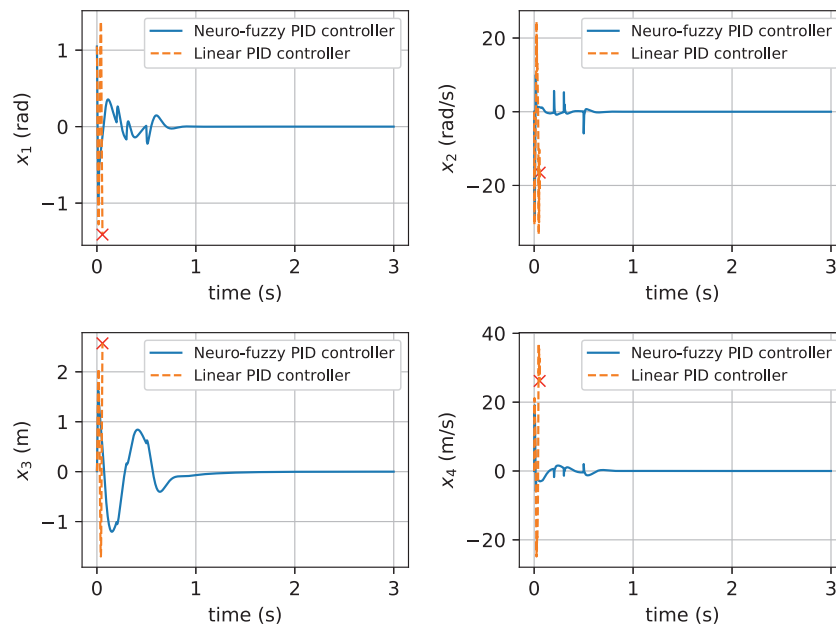 Neuro-fuzzy PID controller
Linear PID controller
x₁ (rad)
1
0
−1
0 1 2 3
time (s)
Neuro-fuzzy PID controller
Linear PID controller
x₂ (rad/s)
20
0
−20
0 1 2 3
time (s)
Neuro-fuzzy PID controller
Linear PID controller
x₃ (m)
2
1
0
−1
0 1 2 3
time (s)
Neuro-fuzzy PID controller
Linear PID controller
x₄ (m/s)
40
20
0
−20
0 1 2 3
time (s)